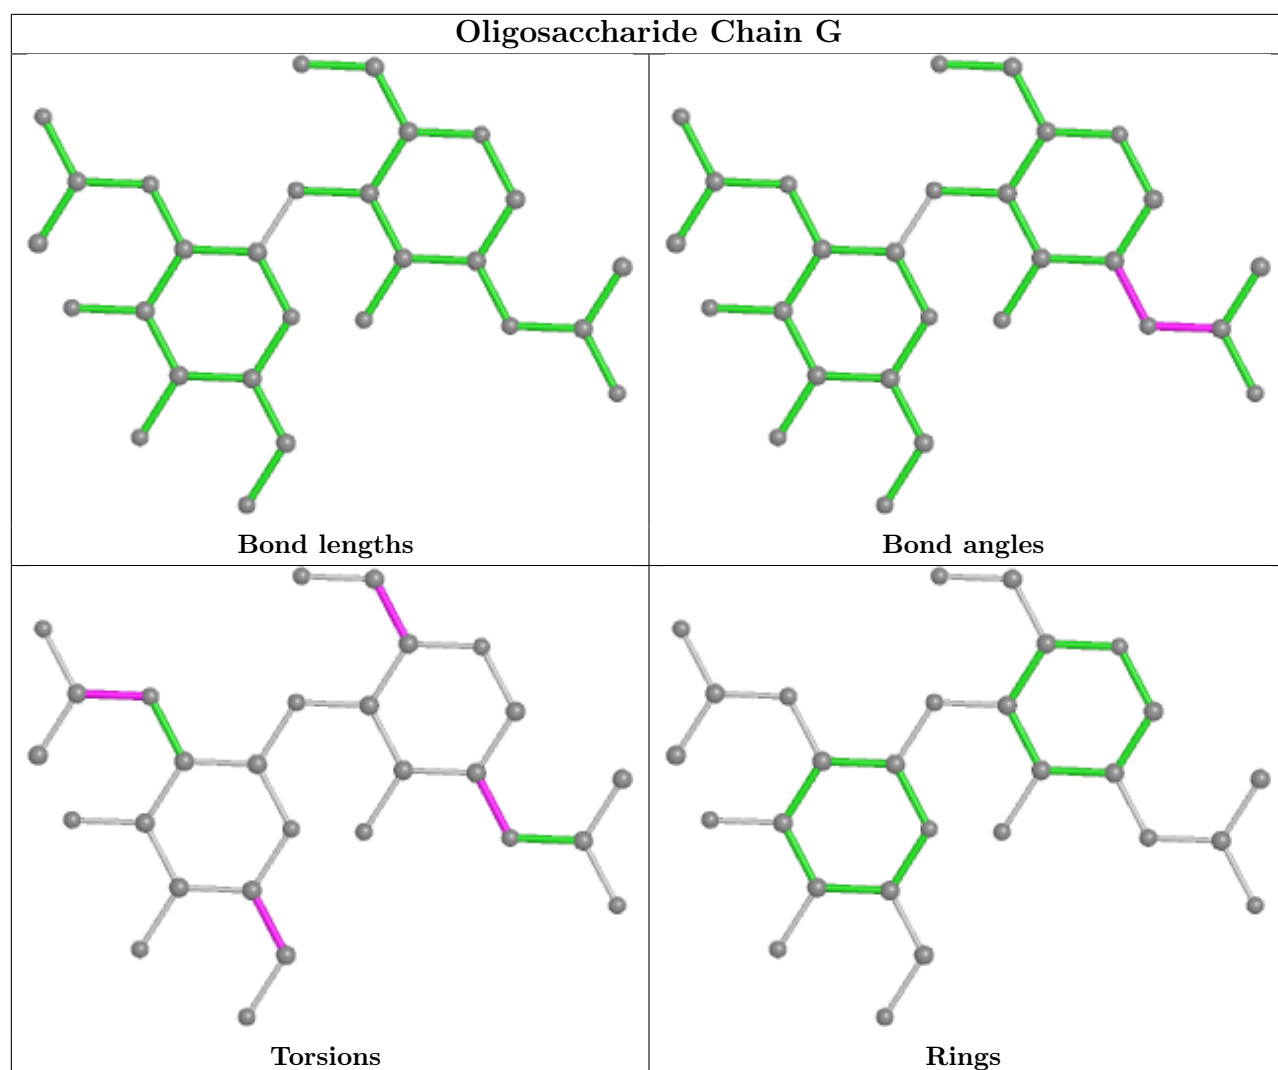 Oligosaccharide Chain G
Bond lengths
Bond angles
Torsions
Rings